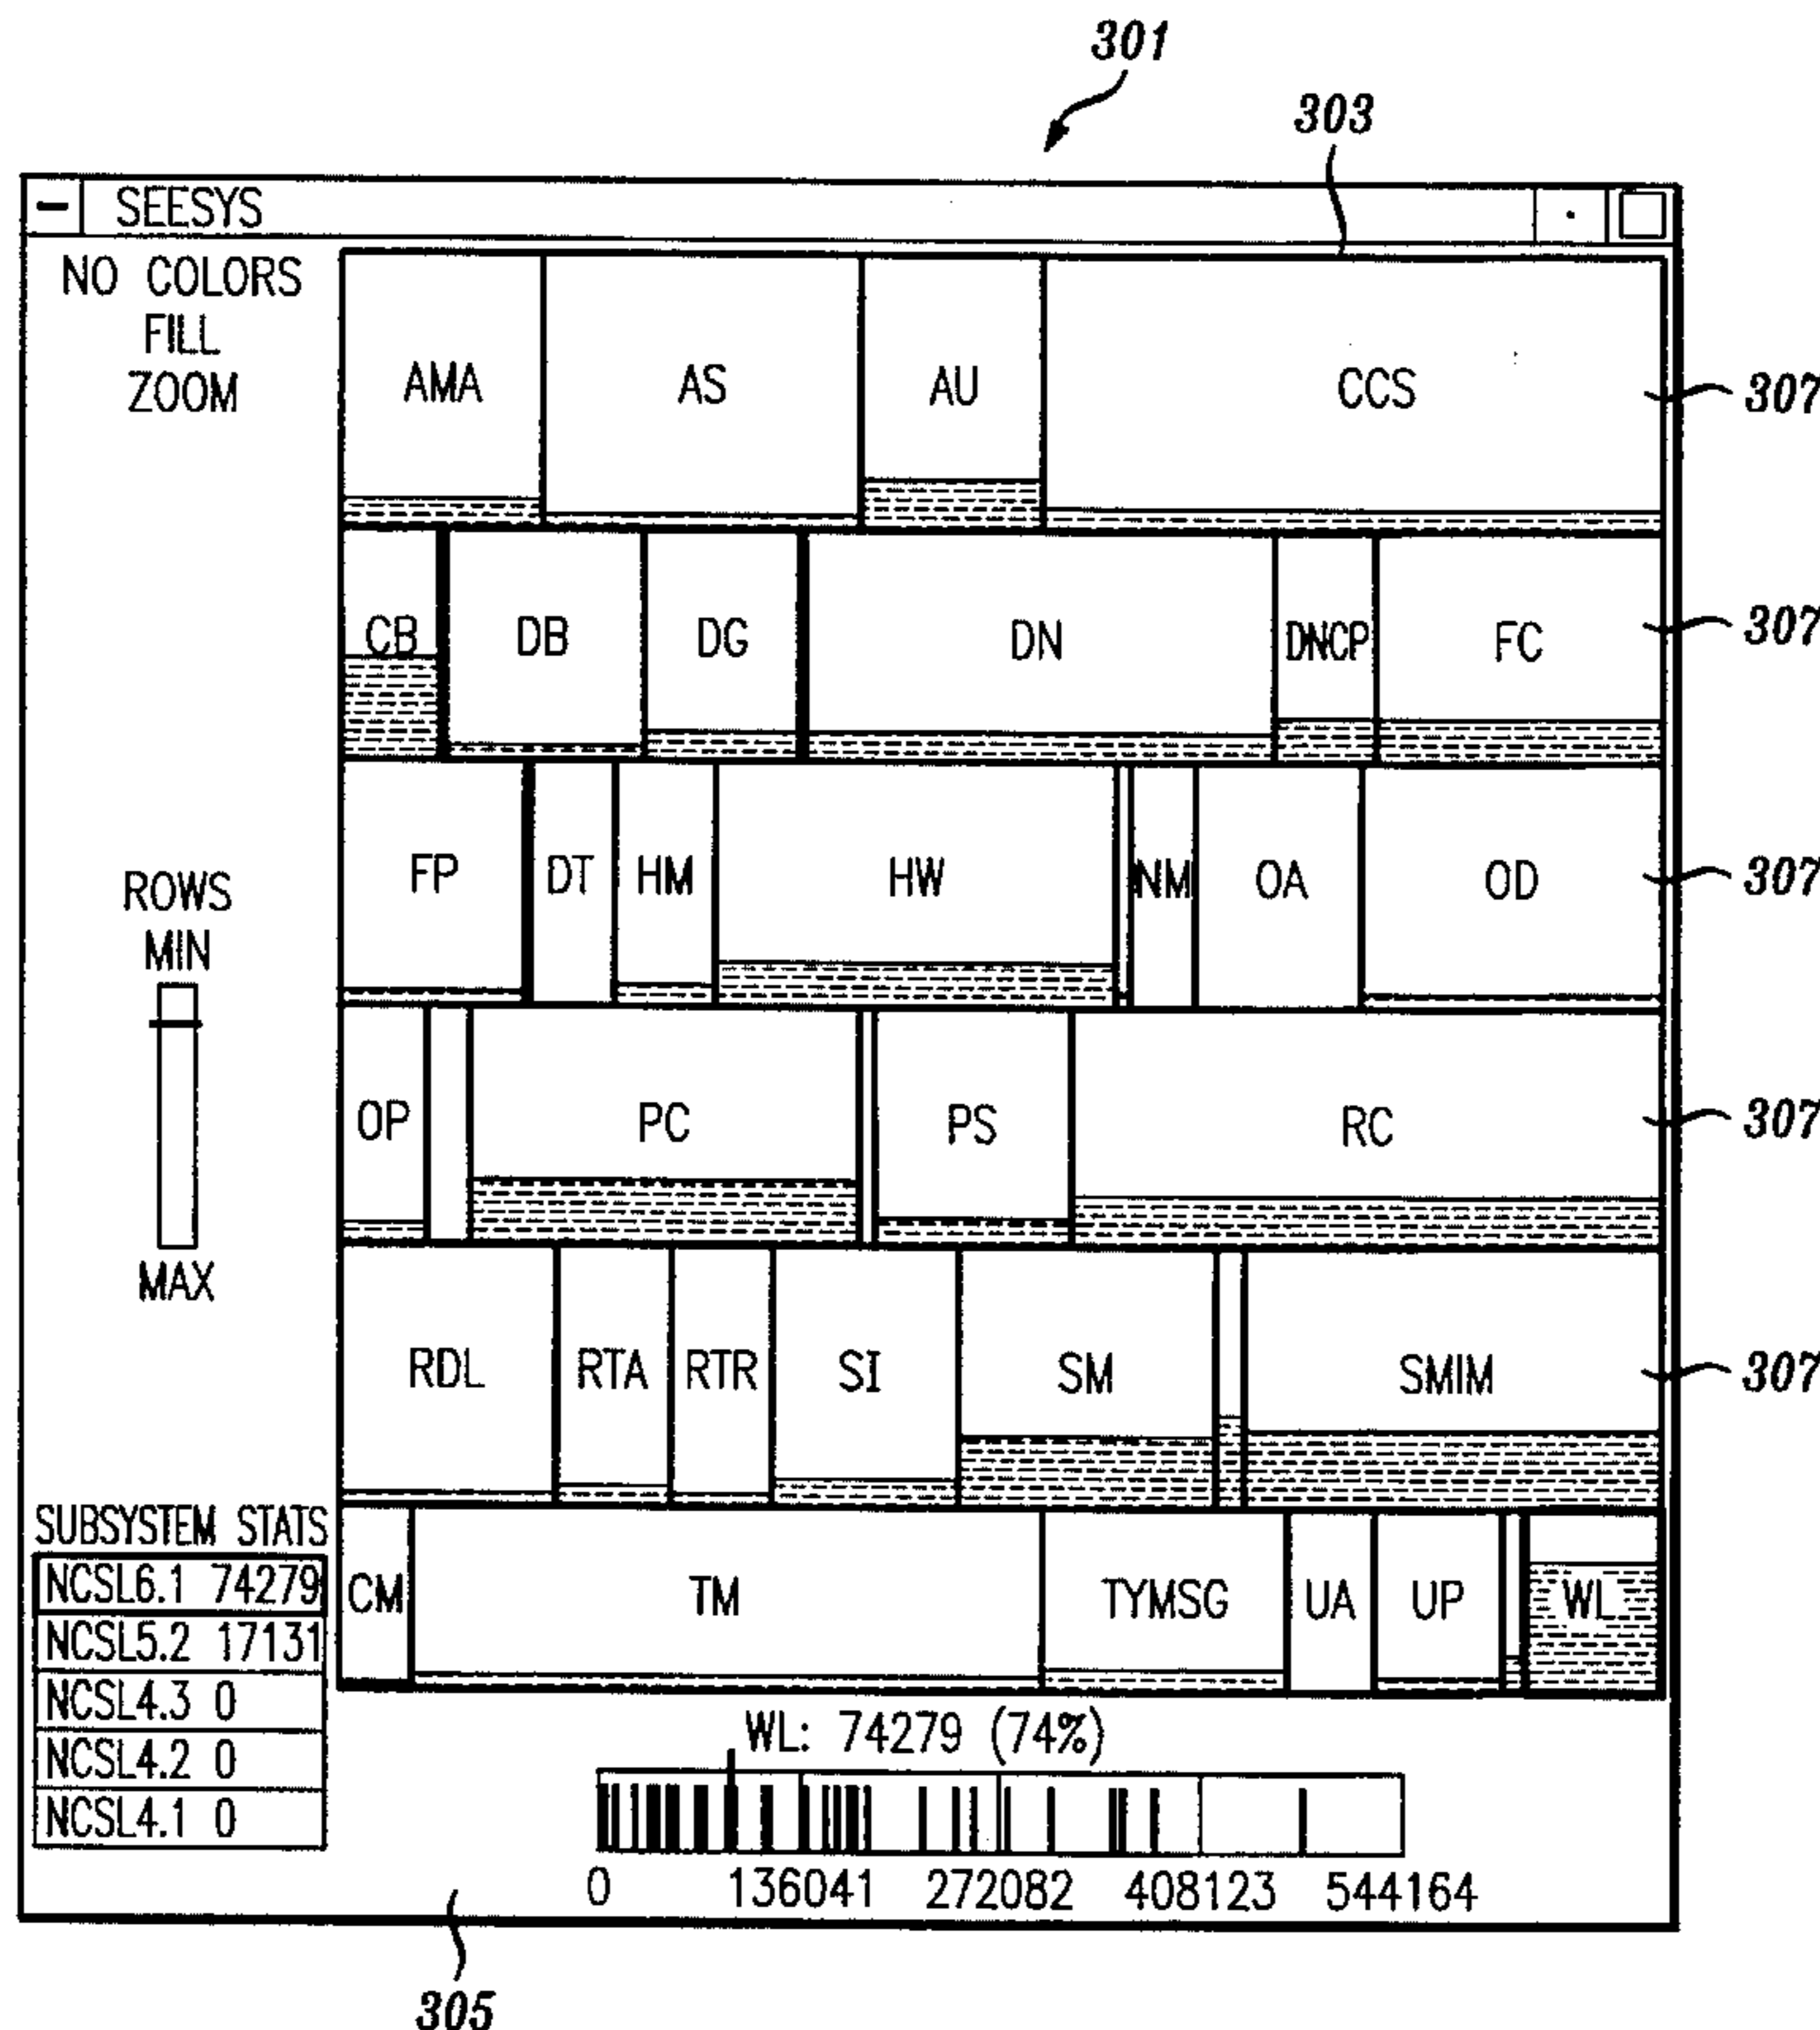 301
303
SEESYS
NO COLORS
FILL
ZOOM
AMA AS AU CCS 307
CB DB DG DN DNCP FC 307
FP DT HM HW NM OA OD 307
ROWS
MIN
MAX
OP PC PS RC 307
RDL RTA RTR SI SM SMIM 307
SUBSYSTEM STATS
NCSL6.1 74279
NCSL5.2 17131
NCSL4.3 0
NCSL4.2 0
NCSL4.1 0
CM TM TYMSG UA UP WL
WL: 74279 (74%)
0 136041 272082 408123 544164
305